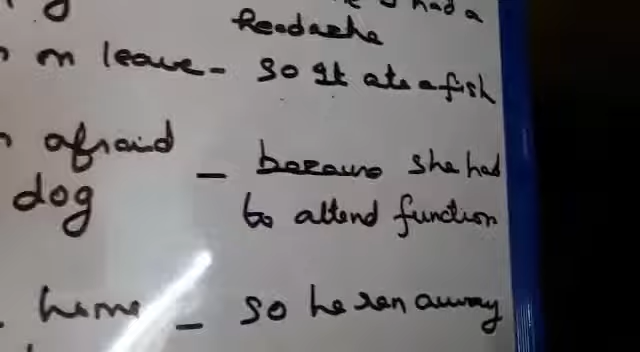 had a
headache
on leave - so it ate a fish
afraid
- because she had
dog
to attend function
home - so he ran away